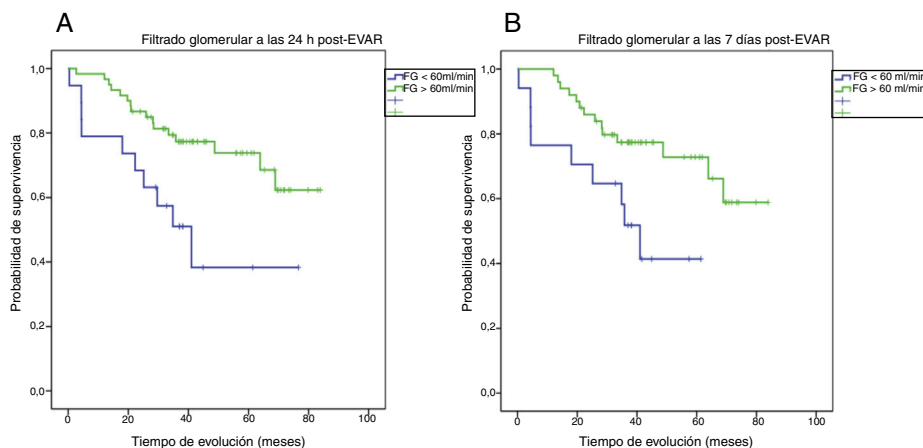 A
Filtrado glomerular a las 24 h post-EVAR
FG < 60ml/min
FG > 60ml/min
Probabilidad de supervivencia
1,0
0,8
0,6
0,4
0,2
0,0
0
20
40
60
80
100
Tiempo de evolución (meses)
B
Filtrado glomerular a las 7 días post-EVAR
FG < 60 ml/min
FG > 60 ml/min
Probabilidad de supervivencia
1,0
0,8
0,6
0,4
0,2
0,0
0
20
40
60
80
100
Tiempo de evolución (meses)